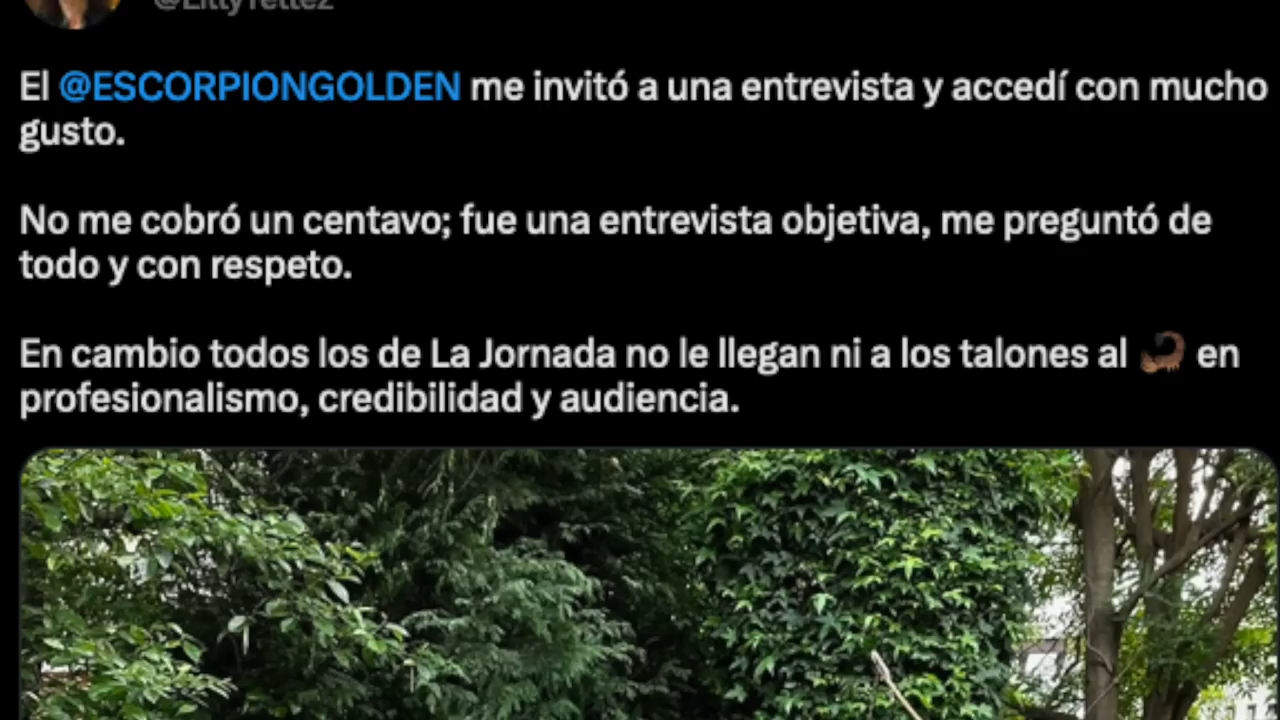 @LillyTellez
El @ESCORPIONGOLDEN me invitó a una entrevista y accedí con mucho
gusto.
No me cobró un centavo; fue una entrevista objetiva, me preguntó de
todo y con respeto.
En cambio todos los de La Jornada no le llegan ni a los talones al 🦂 en
profesionalismo, credibilidad y audiencia.